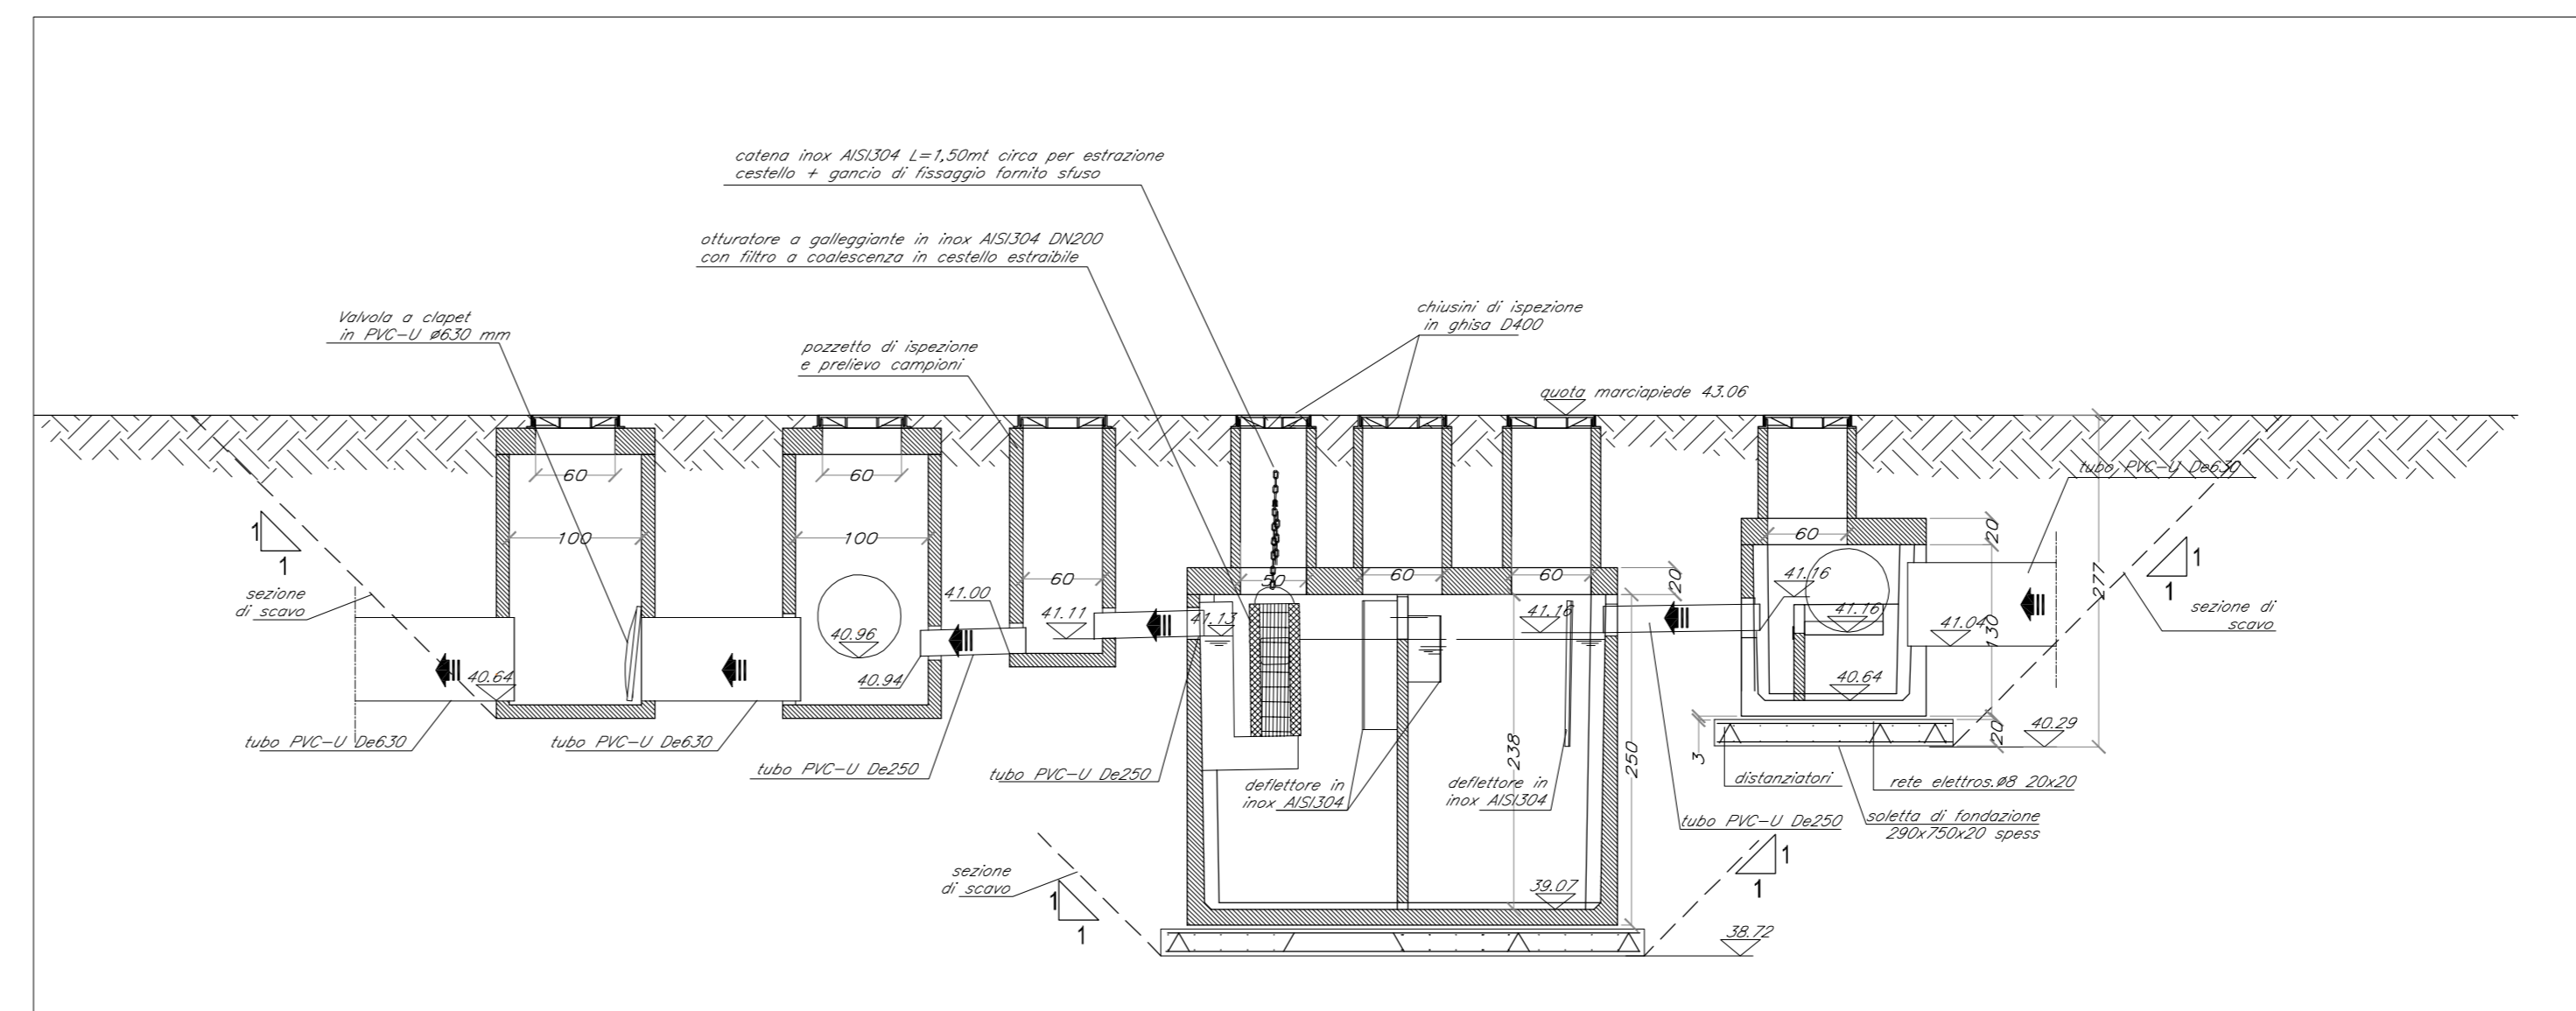 catena inox AISI304 L=1,50mt circa per estrazione
cestello + gancio di fissaggio fornito sfuso
otturatore a galleggiante in inox AISI304 DN200
con filtro a coalescenza in cestello estraibile
Valvola a clapet
in PVC-U ø630 mm
pozzetto di ispezione
e prelievo campioni
chiusini di ispezione
in ghisa D400
quota marciapiede 43.06
tubo PVC-U De630
60
60
100
100
60
50
60
60
20
60
20
277
130
1
1
sezione
di scavo
1
1
sezione di
scavo
41.00
41.11
41.13
41.16
41.16
41.16
41.04
40.96
40.94
40.64
40.64
40.29
20
3
tubo PVC-U De630
tubo PVC-U De630
tubo PVC-U De250
tubo PVC-U De250
deflettore in
inox AISI304
deflettore in
inox AISI304
238
250
distanziatori
rete elettros.ø8 20x20
tubo PVC-U De250
soletta di fondazione
290x750x20 spess
sezione
di scavo
1
1
1
1
39.07
38.72